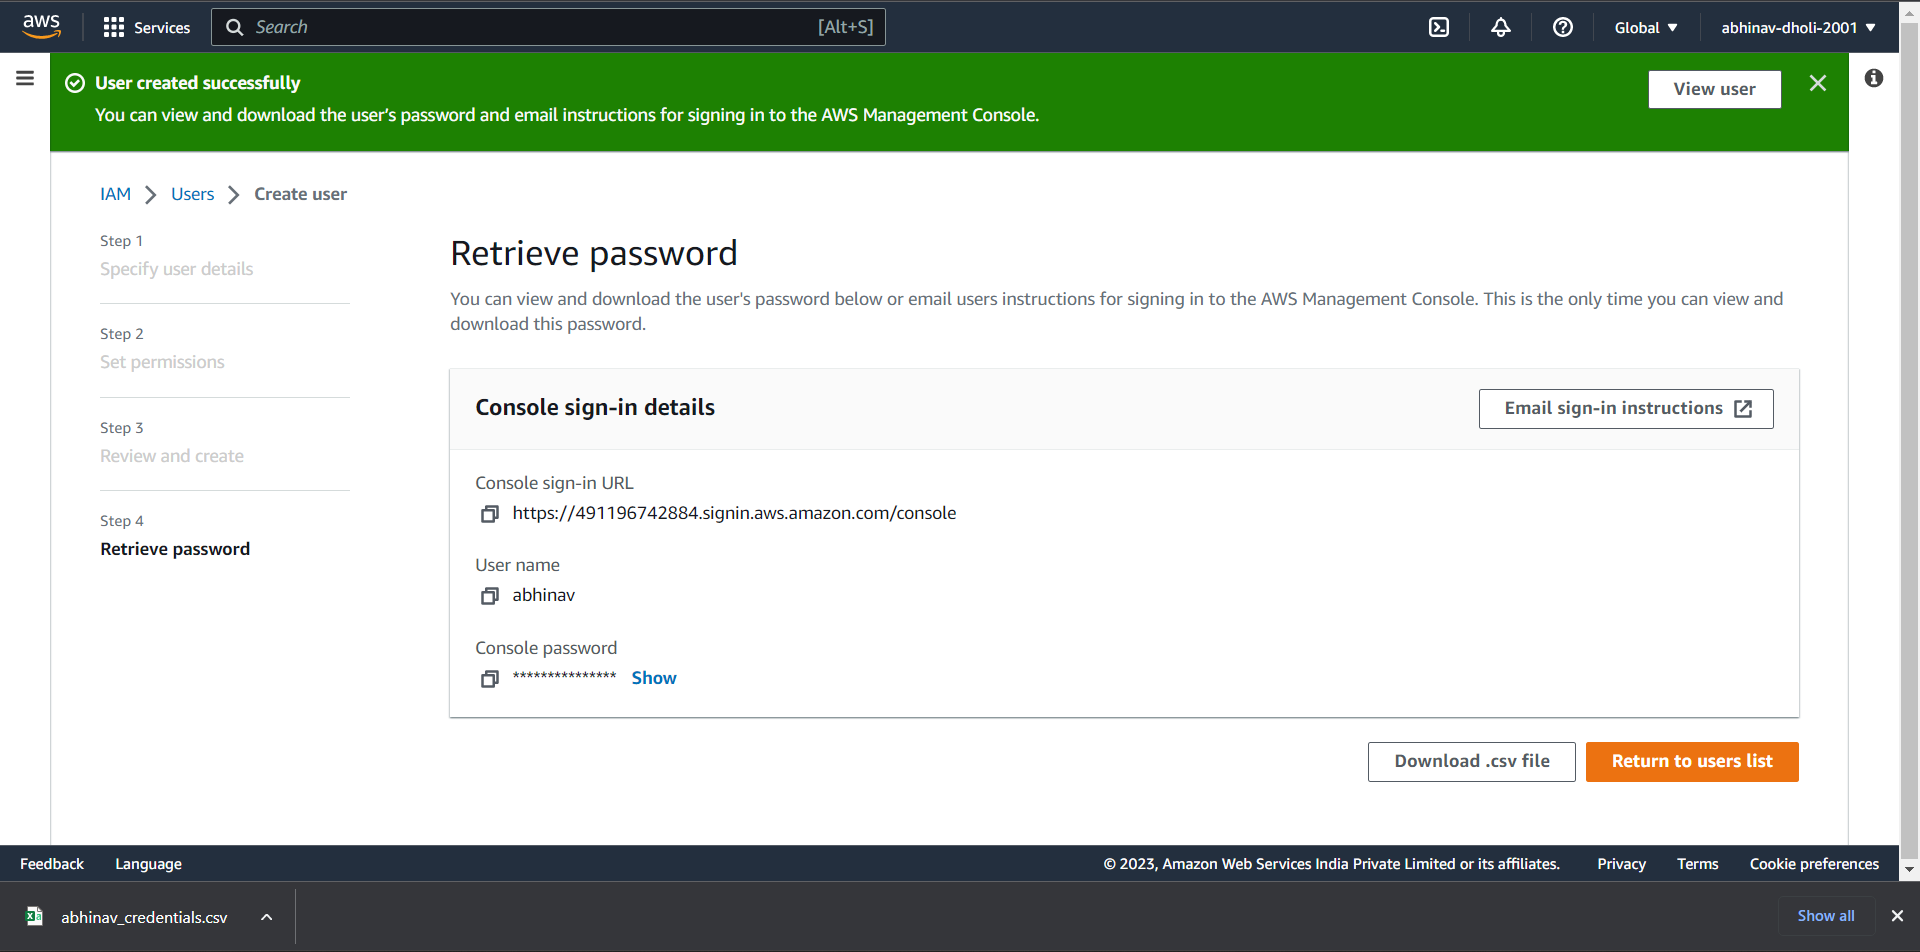 aws
Services
Search
[Alt+S]
Global
abhinav-dholi-2001
User created successfully
You can view and download the user's password and email instructions for signing in to the AWS Management Console.
View user
IAM
Users
Create user
Step 1
Specify user details
Step 2
Set permissions
Step 3
Review and create
Step 4
Retrieve password
Retrieve password
You can view and download the user's password below or email users instructions for signing in to the AWS Management Console. This is the only time you can view and
download this password.
Console sign-in details
Email sign-in instructions
Console sign-in URL
https://491196742884.signin.aws.amazon.com/console
User name
abhinav
Console password
*************** Show
Download .csv file
Return to users list
Feedback
Language
© 2023, Amazon Web Services India Private Limited or its affiliates.
Privacy
Terms
Cookie preferences
abhinav_credentials.csv
Show all